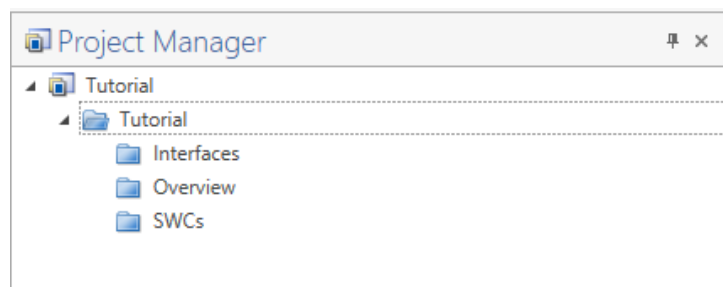 Project Manager
Tutorial
Tutorial
Interfaces
Overview
SWCs